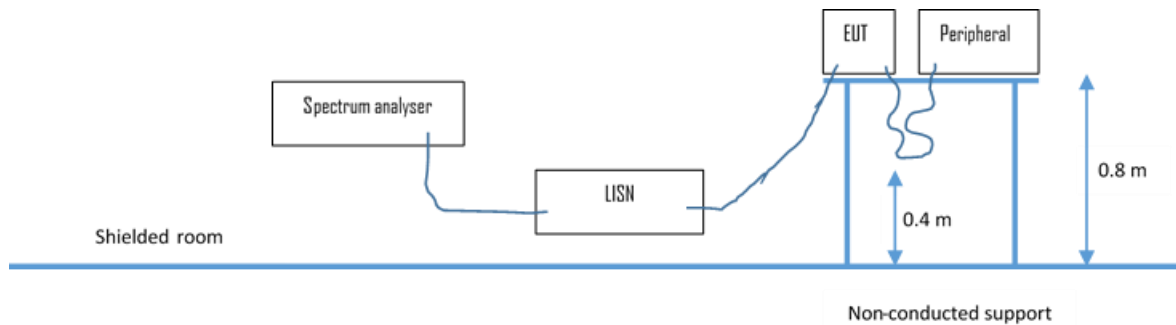 EUT
Peripheral
Spectrum analyser
0.8 m
LISN
0.4 m
Shielded room
Non-conducted support